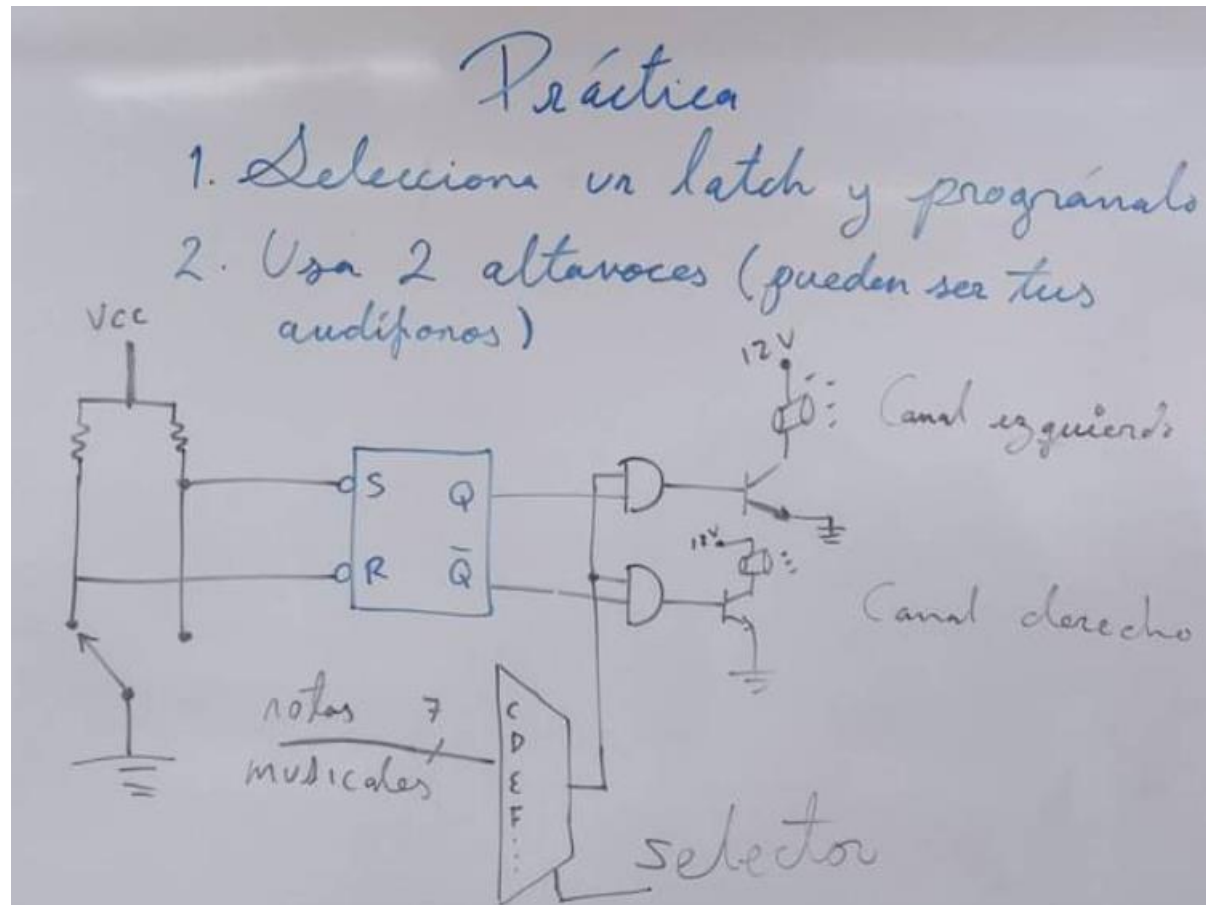 Práctica
1. Selecciona un latch y prográmalo
2. Usa 2 altavoces (pueden ser tus
audífonos)
Vcc
12V
Canal izquierdo
S Q
R Q̅
12V
Canal derecho
notas 7
musicales
C
D
E
F
...
selector